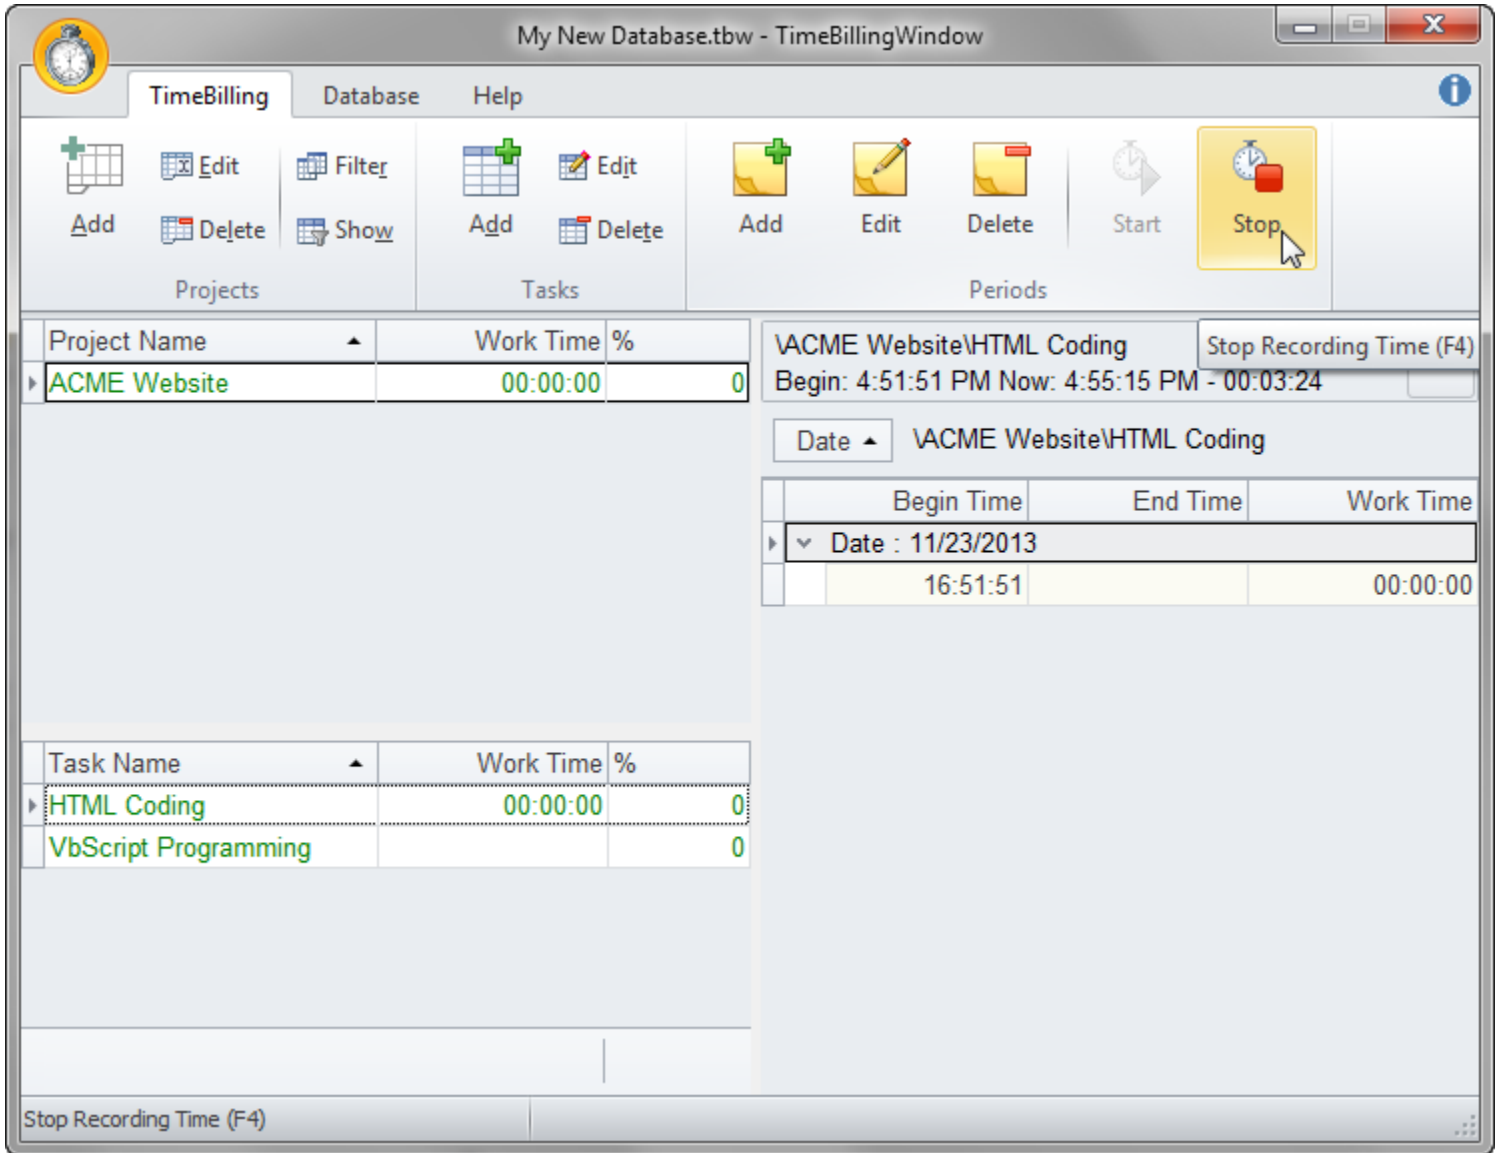 My New Database.tbw - TimeBillingWindow
TimeBilling Database Help
Add Edit Delete Filter Show
Projects
Add Edit Delete
Tasks
Add Edit Delete Start Stop
Periods
Stop Recording Time (F4)
Project Name Work Time %
ACME Website 00:00:00 0
\ACME Website\HTML Coding
Begin: 4:51:51 PM Now: 4:55:15 PM - 00:03:24
Date \ACME Website\HTML Coding
Begin Time End Time Work Time
Date : 11/23/2013
16:51:51 00:00:00
Task Name Work Time %
HTML Coding 00:00:00 0
VbScript Programming 0
Stop Recording Time (F4)